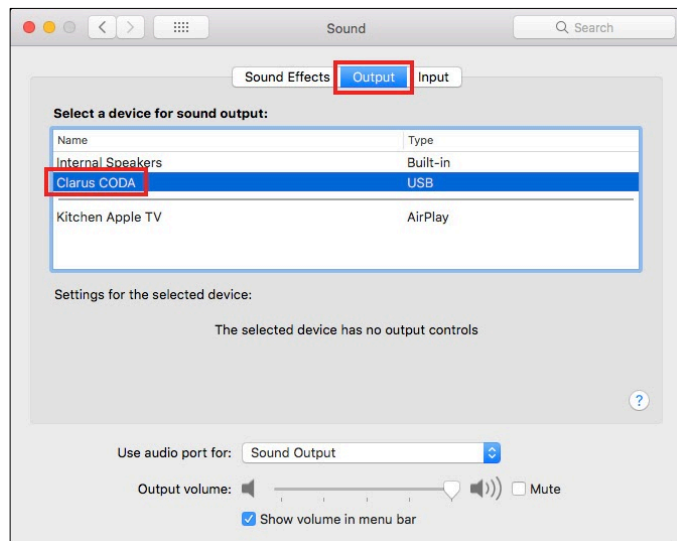 Sound
Search
Sound Effects Output Input
Select a device for sound output:
Name Type
Internal Speakers Built-in
Clarus CODA USB
Kitchen Apple TV AirPlay
Settings for the selected device:
The selected device has no output controls
?
Use audio port for: Sound Output
Output volume: Mute
Show volume in menu bar